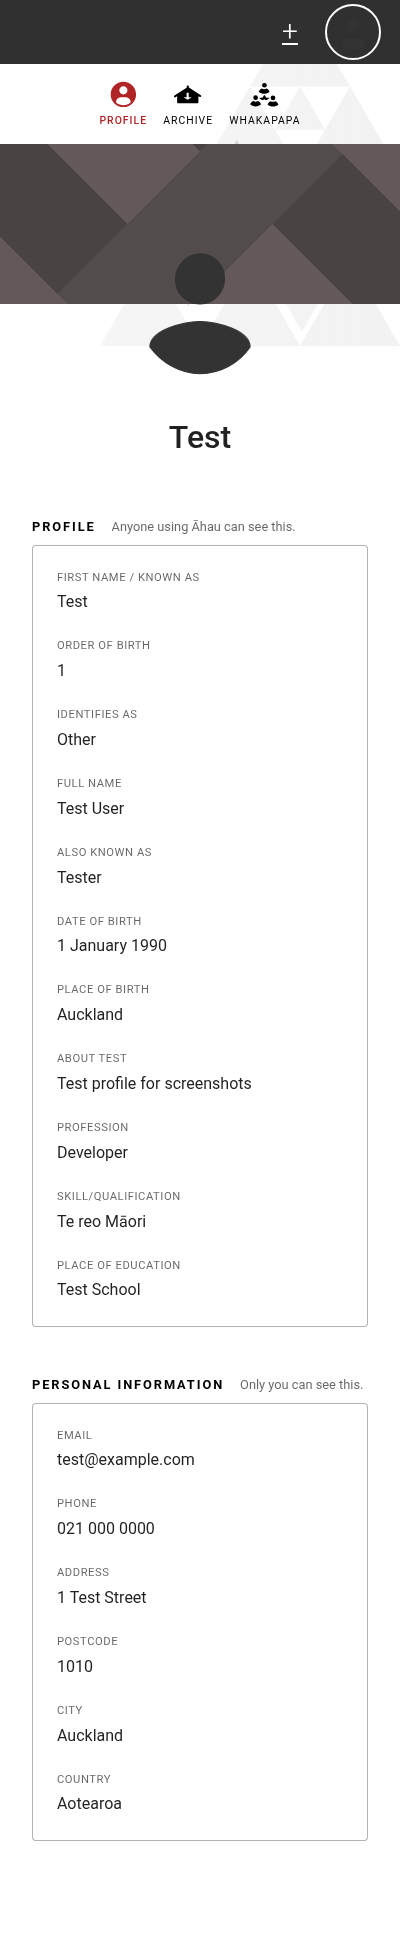 PROFILE ARCHIVE WHAKAPAPA
Test
PROFILE Anyone using Āhau can see this.
FIRST NAME / KNOWN AS
Test
ORDER OF BIRTH
1
IDENTIFIES AS
Other
FULL NAME
Test User
ALSO KNOWN AS
Tester
DATE OF BIRTH
1 January 1990
PLACE OF BIRTH
Auckland
ABOUT TEST
Test profile for screenshots
PROFESSION
Developer
SKILL/QUALIFICATION
Te reo Māori
PLACE OF EDUCATION
Test School
PERSONAL INFORMATION Only you can see this.
EMAIL
test@example.com
PHONE
021 000 0000
ADDRESS
1 Test Street
POSTCODE
1010
CITY
Auckland
COUNTRY
Aotearoa